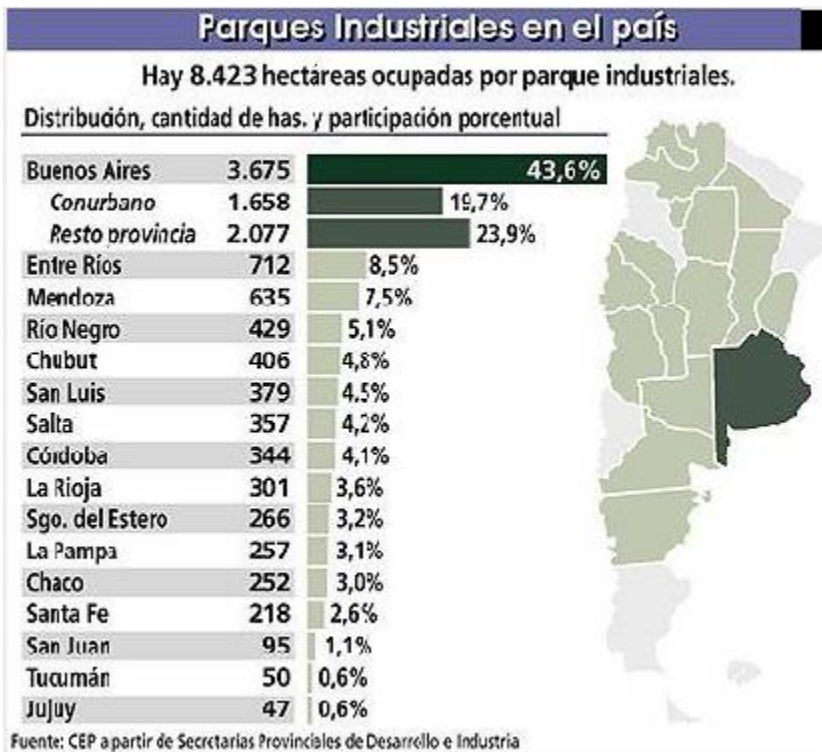 Parques Industriales en el país
Hay 8.423 hectáreas ocupadas por parque industriales.
Distribución, cantidad de has. y participación porcentual
Buenos Aires 3.675 43,6%
Conurbano 1.658 19,7%
Resto provincia 2.077 23,9%
Entre Ríos 712 8,5%
Mendoza 635 7,5%
Río Negro 429 5,1%
Chubut 406 4,8%
San Luis 379 4.5%
Salta 357 4,2%
Córdoba 344 4,1%
La Rioja 301 3,6%
Sgo. del Estero 266 3,2%
La Pampa 257 3,1%
Chaco 252 3,0%
Santa Fe 218 2,6%
San Juan 95 1,1%
Tucumán 50 0,6%
Jujuy 47 0,6%
Fuente: CEP a partir de Secretarías Provinciales de Desarrollo e Industria